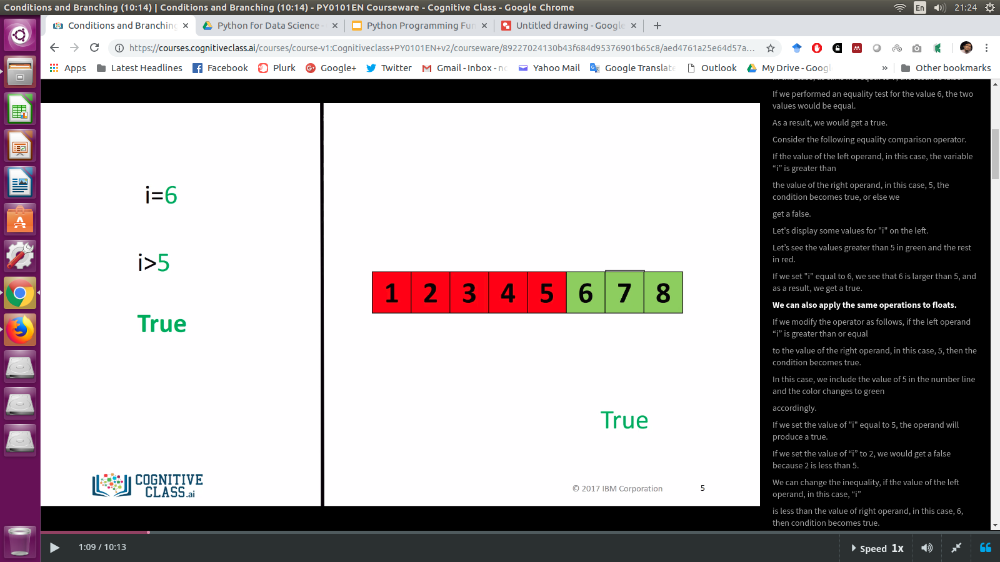 Conditions and Branching (10:14) | Conditions and Branching (10:14) - PY0101EN Courseware - Cognitive Class - Google Chrome
En
21:24
Conditions and Branching
Python for Data Science -
Python Programming Fun
Untitled drawing - Google
https://courses.cognitiveclass.ai/courses/course-v1:Cognitiveclass+PY0101EN+v2/courseware/89227024130b43f684d95376901b65c8/aed4761a25e64d57a...
Apps
Latest Headlines
Facebook
Plurk
Google+
Twitter
Gmail - Inbox - no
Yahoo Mail
Google Translate
Outlook
My Drive - Googl
»
Other bookmarks
i=6
i>5
True
1 2 3 4 5 6 7 8
True
COGNITIVE
CLASS.ai
© 2017 IBM Corporation
5
If we performed an equality test for the value 6, the two
values would be equal.
As a result, we would get a true.
Consider the following equality comparison operator.
If the value of the left operand, in this case, the variable
“i” is greater than
the value of the right operand, in this case, 5, the
condition becomes true, or else we
get a false.
Let's display some values for "i" on the left.
Let’s see the values greater than 5 in green and the rest
in red.
If we set "i" equal to 6, we see that 6 is larger than 5, and
as a result, we get a true.
We can also apply the same operations to floats.
If we modify the operator as follows, if the left operand
“i” is greater than or equal
to the value of the right operand, in this case, 5, then the
condition becomes true.
In this case, we include the value of 5 in the number line
and the color changes to green
accordingly.
If we set the value of "i" equal to 5, the operand will
produce a true.
If we set the value of “i” to 2, we would get a false
because 2 is less than 5.
We can change the inequality, if the value of the left
operand, in this case, “i”
is less than the value of right operand, in this case, 6,
then condition becomes true.
1:09 / 10:13
Speed 1x